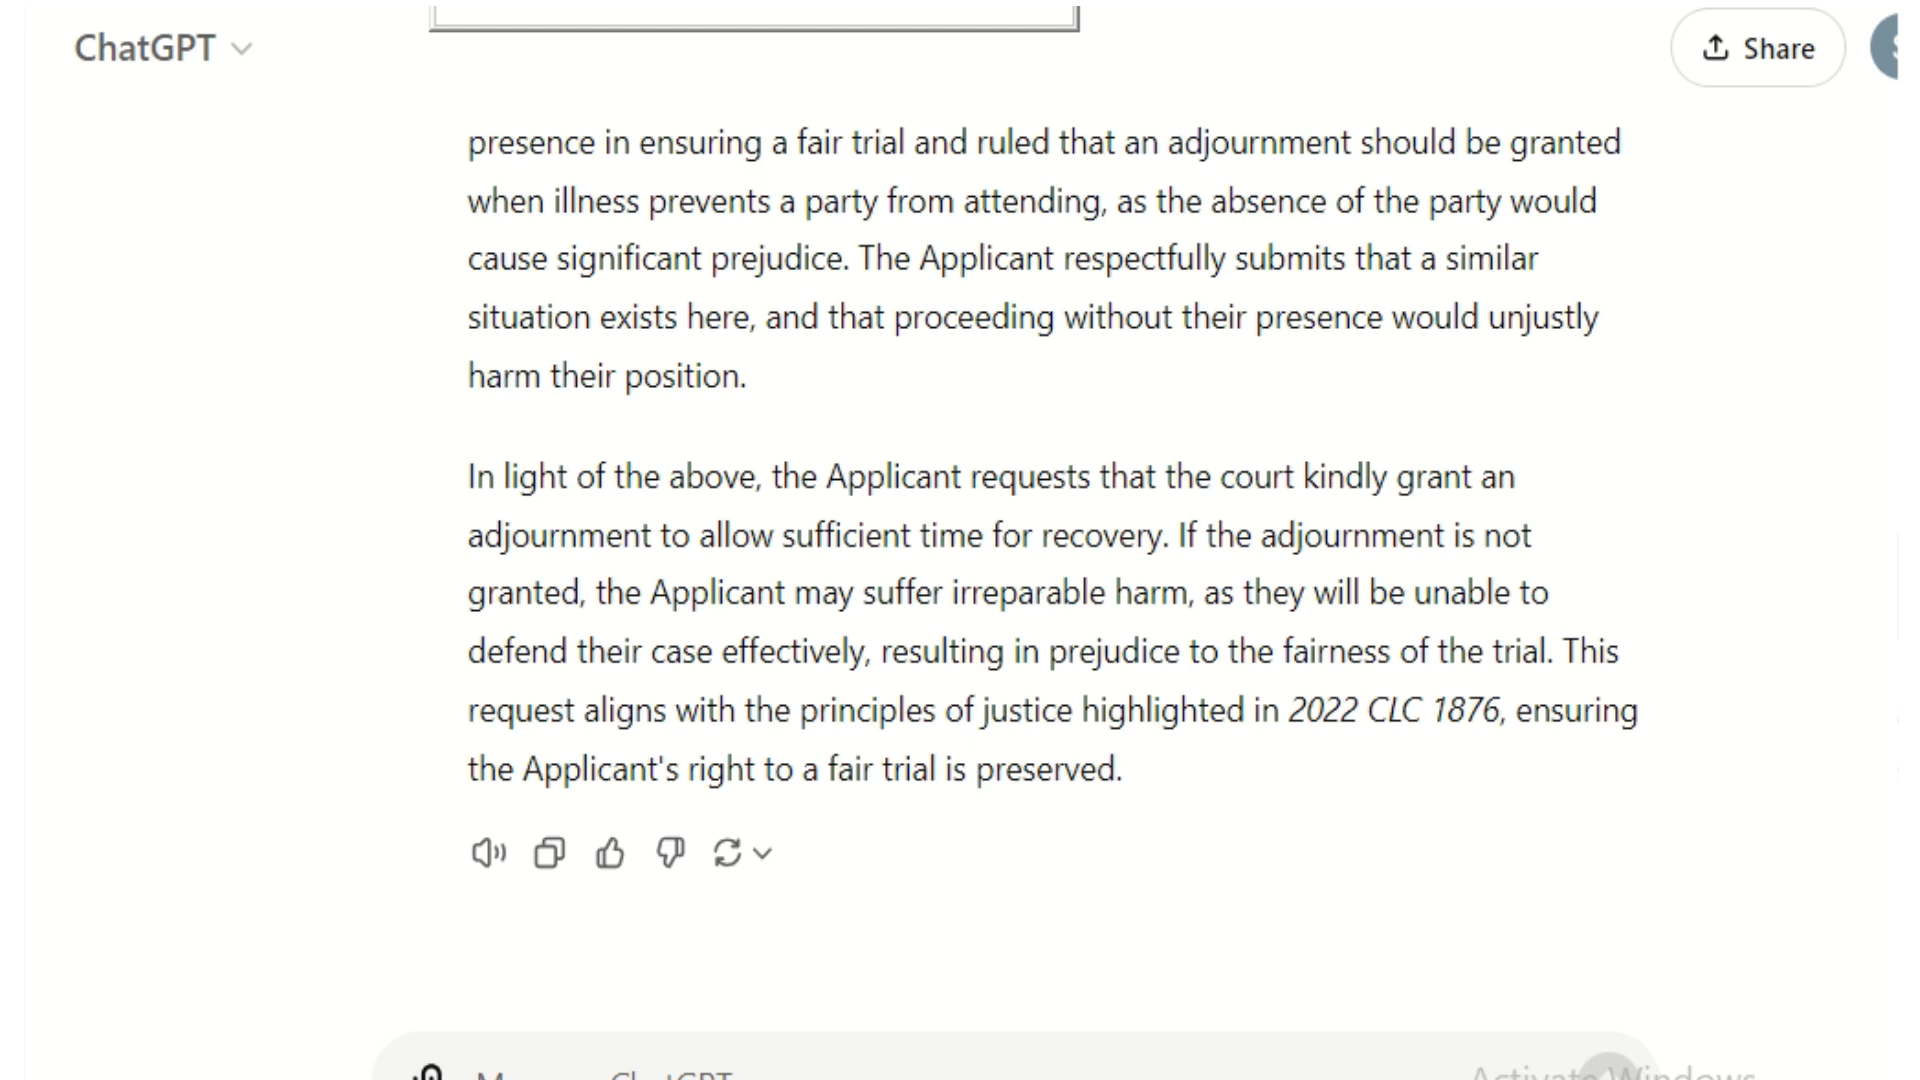 ChatGPT
Share
presence in ensuring a fair trial and ruled that an adjournment should be granted
when illness prevents a party from attending, as the absence of the party would
cause significant prejudice. The Applicant respectfully submits that a similar
situation exists here, and that proceeding without their presence would unjustly
harm their position.
In light of the above, the Applicant requests that the court kindly grant an
adjournment to allow sufficient time for recovery. If the adjournment is not
granted, the Applicant may suffer irreparable harm, as they will be unable to
defend their case effectively, resulting in prejudice to the fairness of the trial. This
request aligns with the principles of justice highlighted in 2022 CLC 1876, ensuring
the Applicant's right to a fair trial is preserved.
ChatGPT
Activate Windows